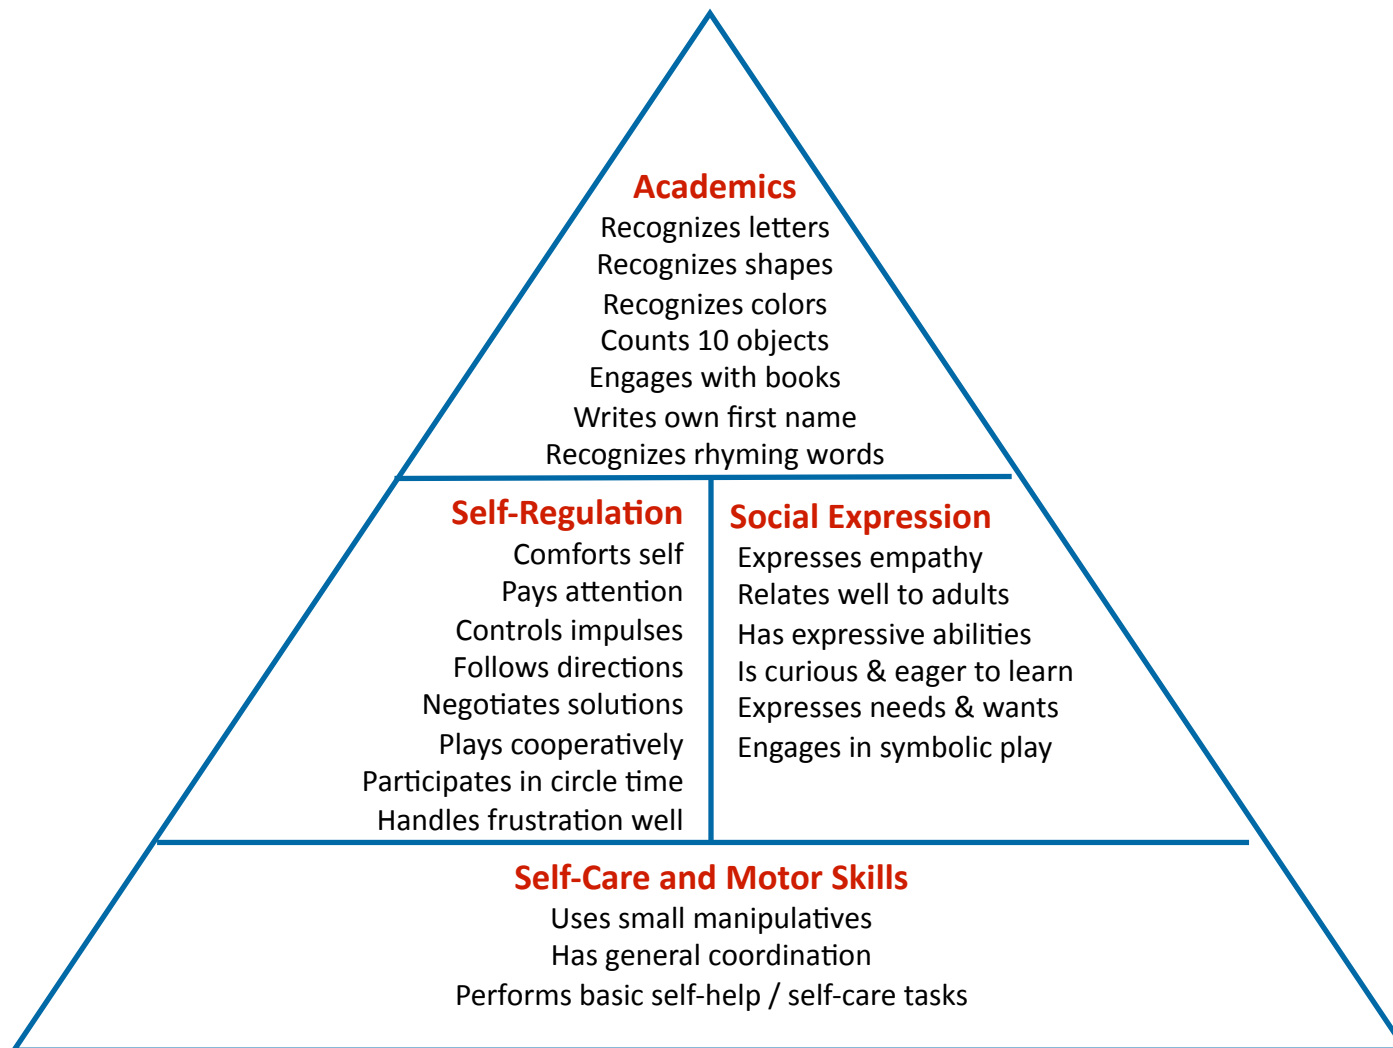 Academics
Recognizes letters
Recognizes shapes
Recognizes colors
Counts 10 objects
Engages with books
Writes own first name
Recognizes rhyming words
Self-Regulation
Comforts self
Pays attention
Controls impulses
Follows directions
Negotiates solutions
Plays cooperatively
Participates in circle time
Handles frustration well
Social Expression
Expresses empathy
Relates well to adults
Has expressive abilities
Is curious & eager to learn
Expresses needs & wants
Engages in symbolic play
Self-Care and Motor Skills
Uses small manipulatives
Has general coordination
Performs basic self-help / self-care tasks